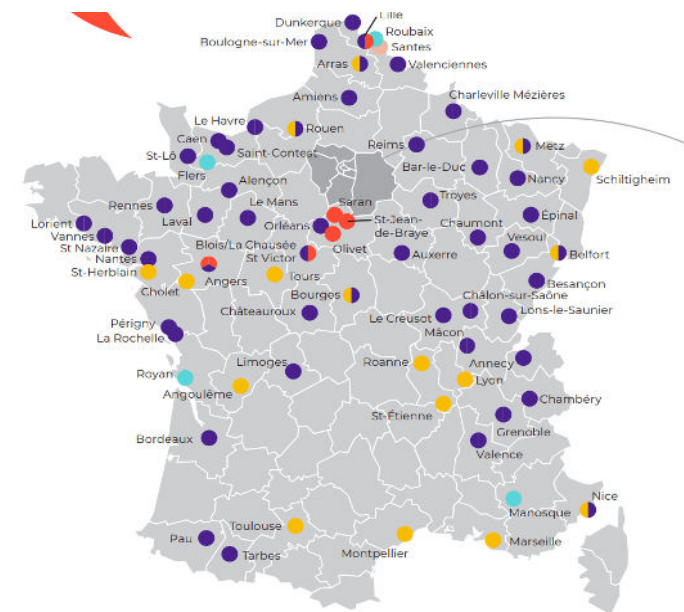 Lille
Dunkerque
Roubaix
Boulogne-sur-Mer
Santes
Arras
Valenciennes
Amiens
Charleville Mézières
Le Havre
Rouen
Caen
Reims
Metz
St-Lô
Saint-Contest
Bar-le-Duc
Flers
Nancy
Schiltigheim
Alençon
Rennes
Le Mans
Saran
Troyes
Lorient
Laval
Orléans
St-Jean-
de-Braye
Chaumont
Épinal
Vannes
St Nazaire
Blois/La Chausée
St Victor
Olivet
Vesoul
Nantes
Auxerre
Belfort
St-Herblain
Angers
Tours
Besançon
Cholet
Bourges
Châlon-sur-Saône
Châteauroux
Le Creusot
Lons-le-Saunier
Périgny
La Rochelle
Mâcon
Limoges
Roanne
Annecy
Royan
Lyon
Angoulême
Chambéry
St-Étienne
Grenoble
Bordeaux
Valence
Nice
Manosque
Toulouse
Pau
Marseille
Montpellier
Tarbes